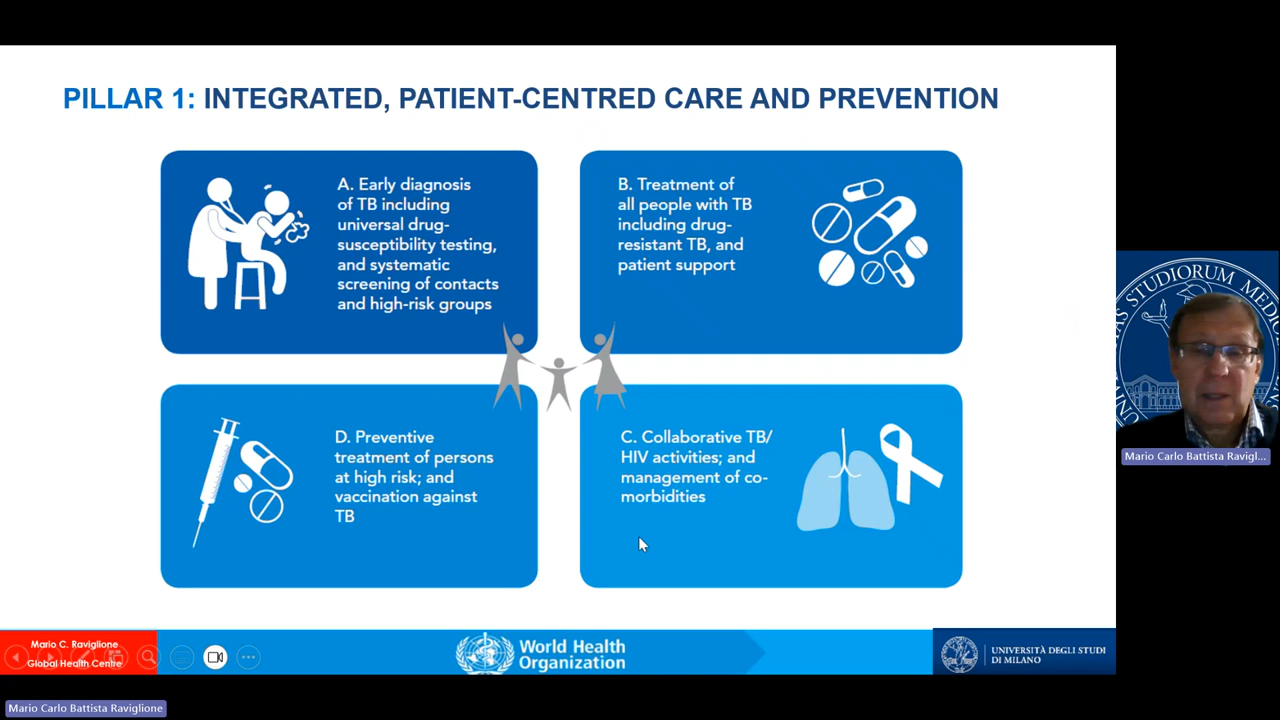 PILLAR 1: INTEGRATED, PATIENT-CENTRED CARE AND PREVENTION
A. Early diagnosis
of TB including
universal drug-
susceptibility testing,
and systematic
screening of contacts
and high-risk groups
B. Treatment of
all people with TB
including drug-
resistant TB, and
patient support
D. Preventive
treatment of persons
at high risk; and
vaccination against
TB
C. Collaborative TB/
HIV activities; and
management of co-
morbidities
Mario C. Raviglione
Global Health Centre
World Health
Organization
UNIVERSITÀ DEGLI STUDI
DI MILANO
STUDIORUM
Mario Carlo Battista Ravigl...
Mario Carlo Battista Raviglione